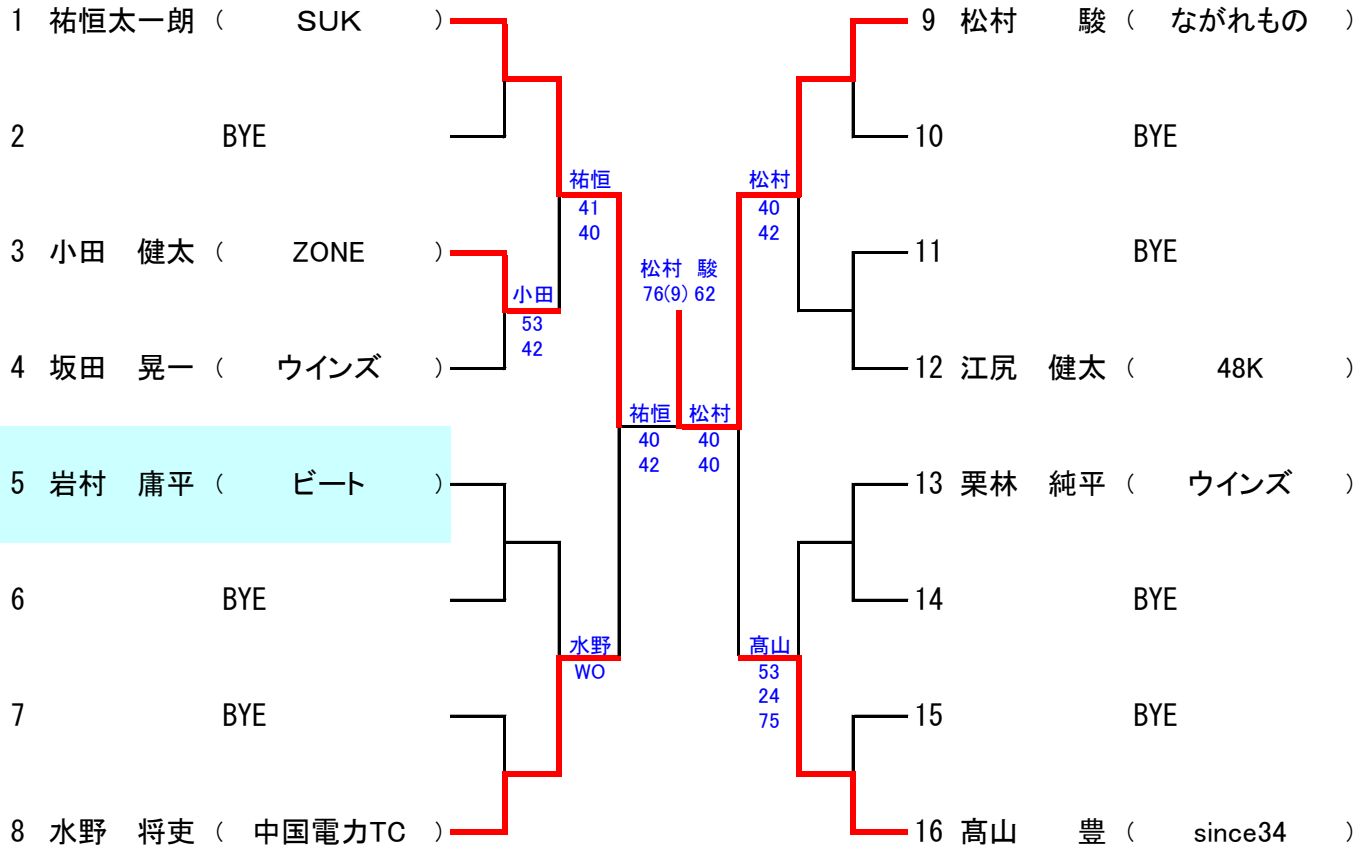 1 祐恒太一朗 ( SUK )
2 BYE
3 小田 健太 ( ZONE )
4 坂田 晃一 ( ウインズ )
5 岩村 庸平 ( ビート )
6 BYE
7 BYE
8 水野 将吏 ( 中国電力TC )
小田
53
42
祐恒
41
40
水野
WO
祐恒
40
42
松村 駿
76(9) 62
松村
40
40
松村
40
42
髙山
53
24
75
9 松村 駿 ( ながれもの )
10 BYE
11 BYE
12 江尻 健太 ( 48K )
13 栗林 純平 ( ウインズ )
14 BYE
15 BYE
16 髙山 豊 ( since34 )